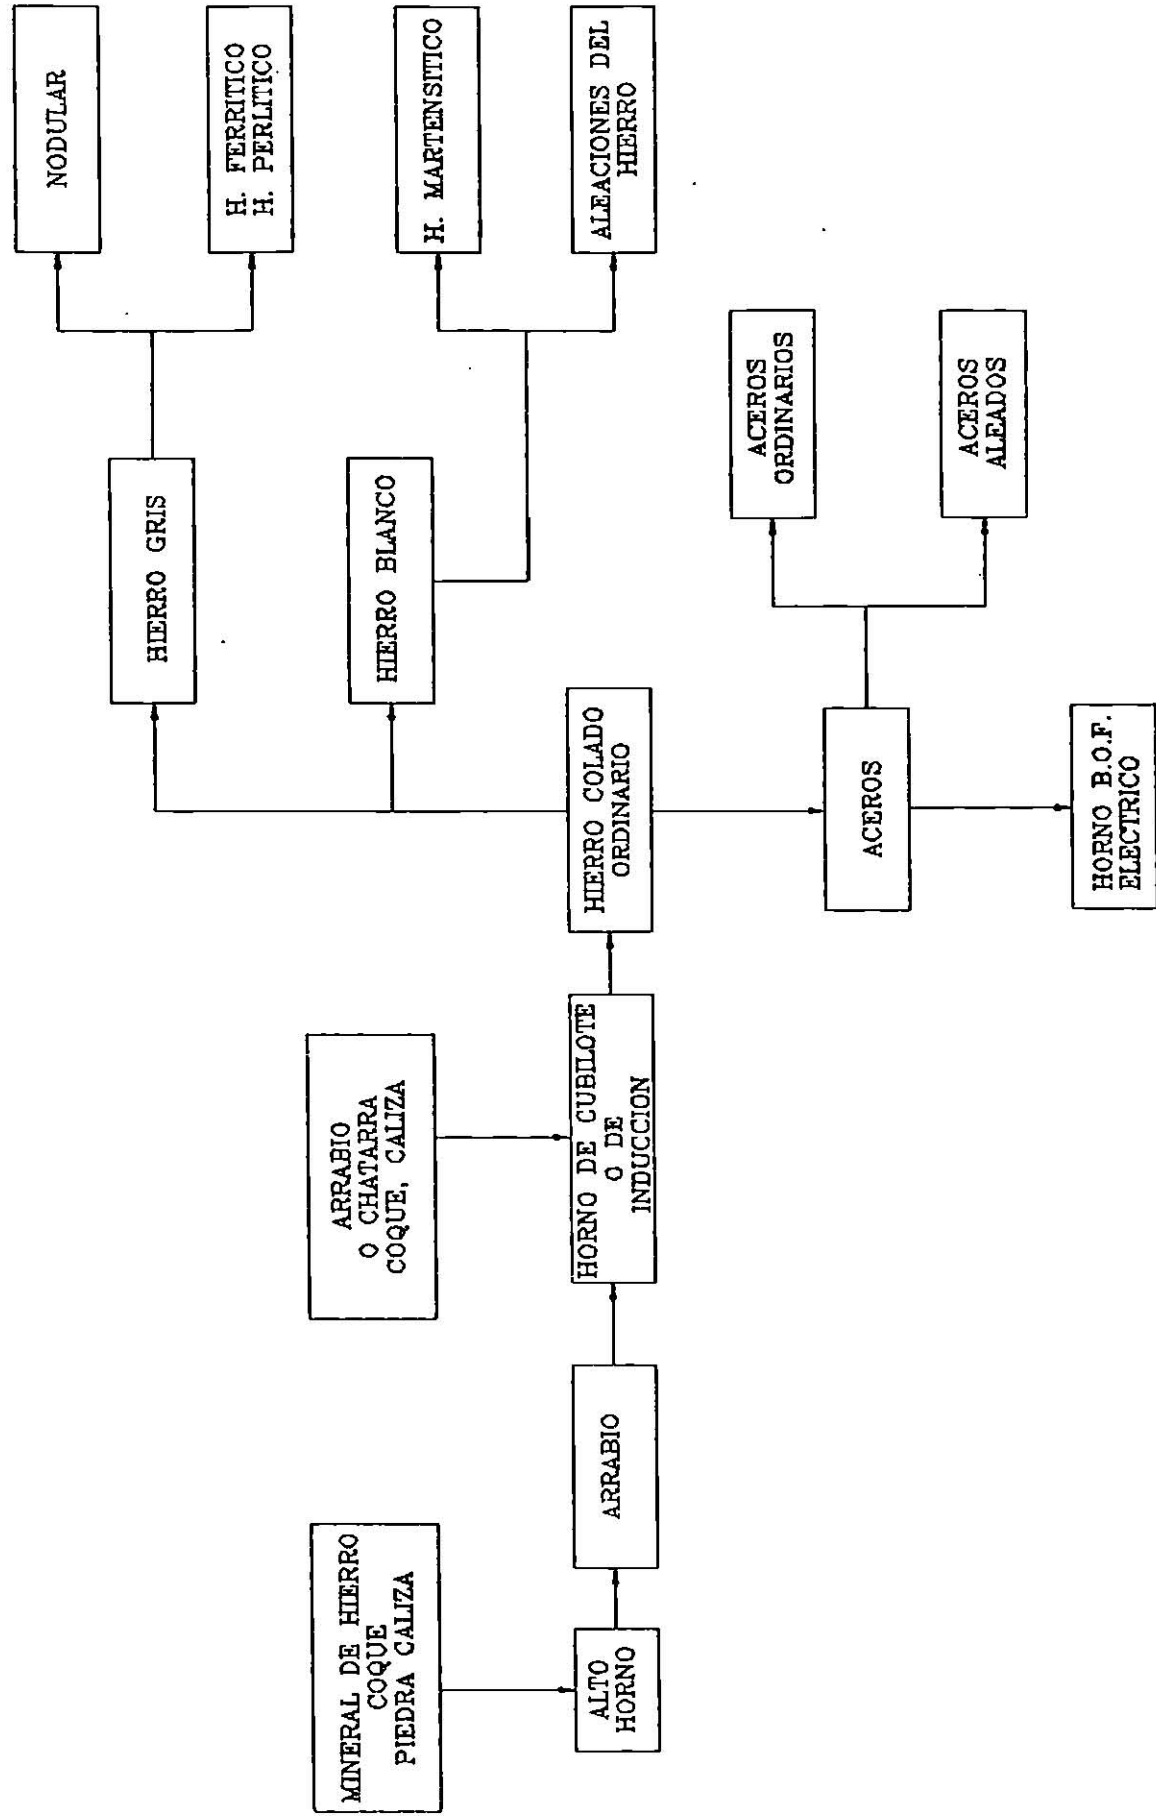 MINERAL DE HIERRO
COQUE
PIEDRA CALIZA
ALTO
HORNO
ARRABIO
ARRABIO
O CHATARRA
COQUE, CALIZA
HORNO DE CUBILOTE
O DE
INDUCCION
HIERRO COLADO
ORDINARIO
HIERRO GRIS
HIERRO BLANCO
NODULAR
H. FERRITICO
H. PERLITICO
H. MARTENSITICO
ALEACIONES DEL
HIERRO
ACEROS
ACEROS
ORDINARIOS
ACEROS
ALEADOS
HORNO B.O.F.
ELECTRICO